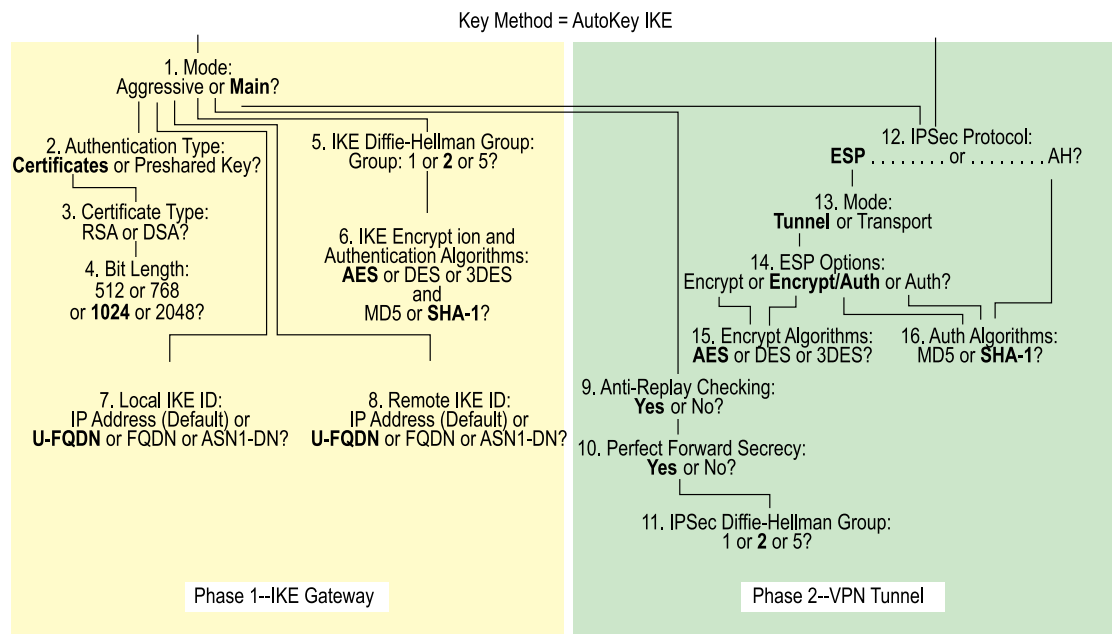 Key Method = AutoKey IKE
1. Mode:
Aggressive or Main?
2. Authentication Type:
Certificates or Preshared Key?
3. Certificate Type:
RSA or DSA?
4. Bit Length:
512 or 768
or 1024 or 2048?
5. IKE Diffie-Hellman Group:
Group: 1 or 2 or 5?
6. IKE Encrypt ion and
Authentication Algorithms:
AES or DES or 3DES
and
MD5 or SHA-1?
7. Local IKE ID:
IP Address (Default) or
U-FQDN or FQDN or ASN1-DN?
8. Remote IKE ID:
IP Address (Default) or
U-FQDN or FQDN or ASN1-DN?
Phase 1--IKE Gateway
12. IPSec Protocol:
ESP . . . . . . . . or . . . . . . . . AH?
13. Mode:
Tunnel or Transport
14. ESP Options:
Encrypt or Encrypt/Auth or Auth?
15. Encrypt Algorithms:
AES or DES or 3DES?
16. Auth Algorithms:
MD5 or SHA-1?
9. Anti-Replay Checking:
Yes or No?
10. Perfect Forward Secrecy:
Yes or No?
11. IPSec Diffie-Hellman Group:
1 or 2 or 5?
Phase 2--VPN Tunnel